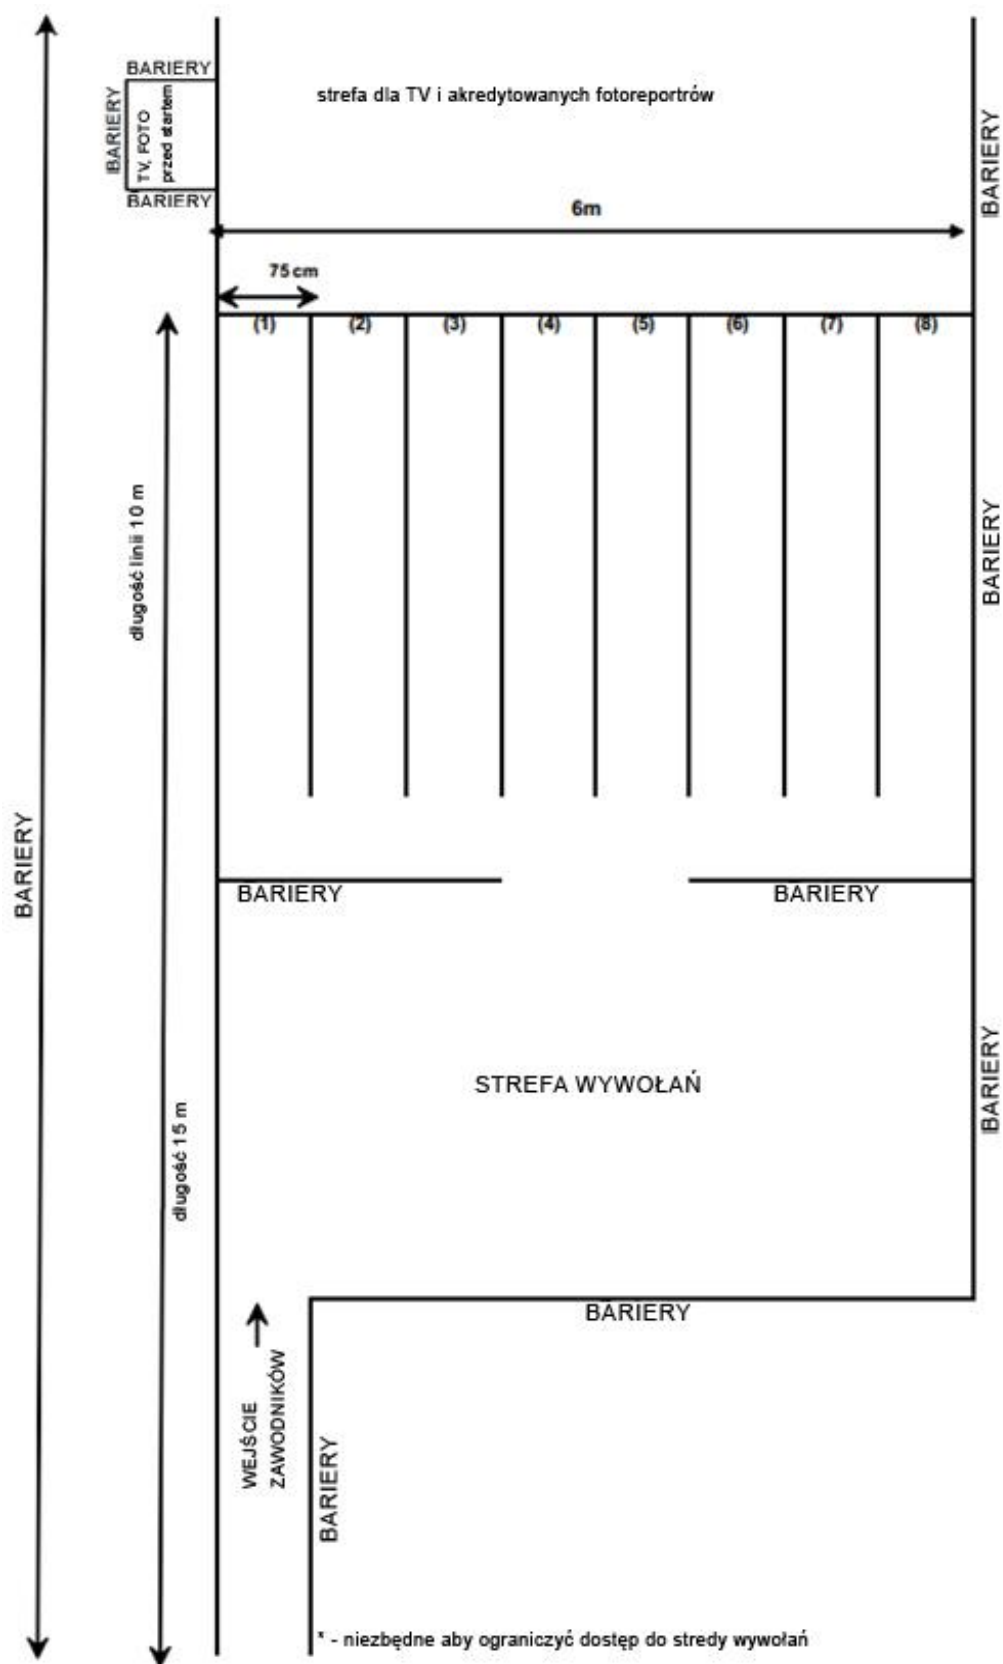 BARIERY
strefa dla TV i akredytowanych fotoreportrów
BARIERY
TV, FOTO
przed startem
BARIERY
BARIERY
6m
75 cm
(1) (2) (3) (4) (5) (6) (7) (8)
długość linii 10 m
BARIERY
BARIERY
BARIERY
BARIERY
STREFA WYWOŁAŃ
BARIERY
długość 15 m
BARIERY
WEJŚCIE
ZAWODNIKÓW
BARIERY
* - niezbędne aby ograniczyć dostęp do stredy wywołań